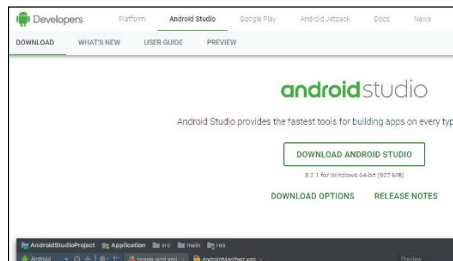 Developers Platform Android Studio Google Play Android Jetpack Docs News
DOWNLOAD WHAT'S NEW USER GUIDE PREVIEW
android studio
Android Studio provides the fastest tools for building apps on every typ
DOWNLOAD ANDROID STUDIO
3.2.1 for Windows 64-bit (927 MB)
DOWNLOAD OPTIONS RELEASE NOTES
AndroidStudioProject Application src main res
Android image_grid.xml AndroidManifest.xml Preview